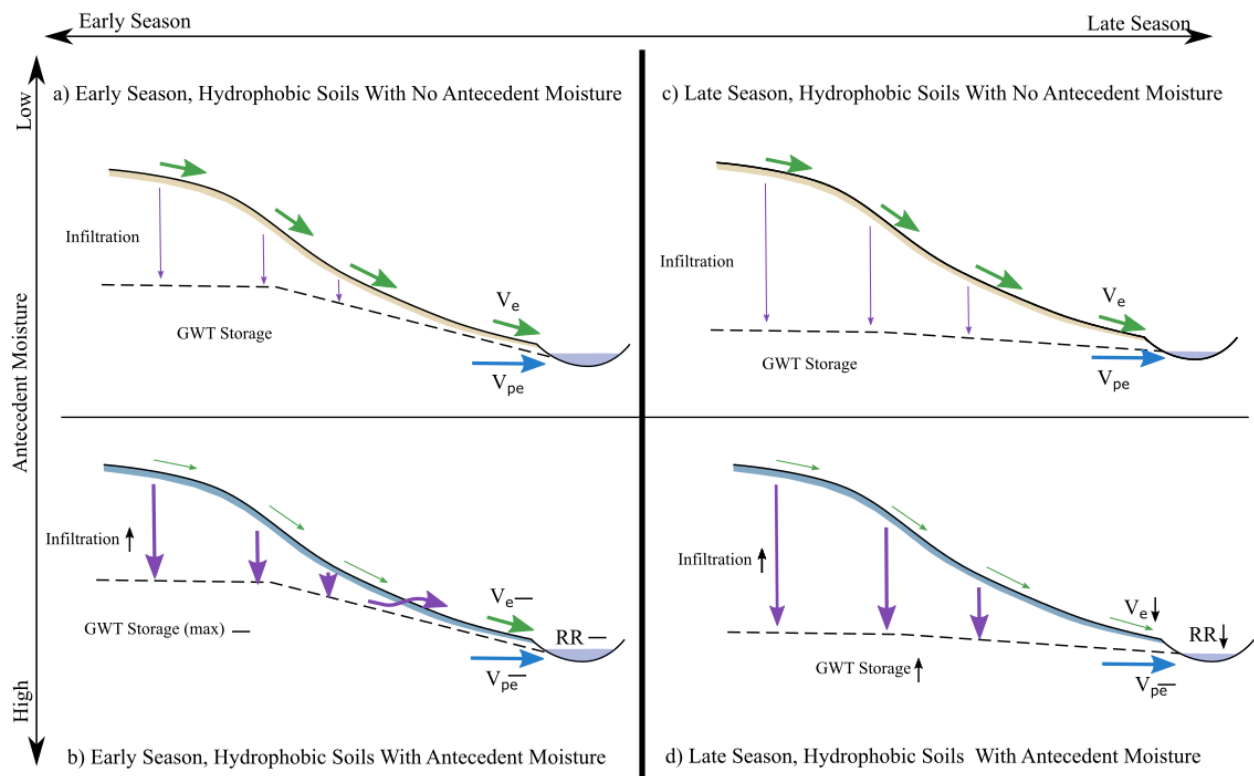 Early Season
Late Season
Low
Antecedent Moisture
High
a) Early Season, Hydrophobic Soils With No Antecedent Moisture
Infiltration
GWT Storage
Ve
Vpe
c) Late Season, Hydrophobic Soils With No Antecedent Moisture
Infiltration
GWT Storage
Ve
Vpe
Infiltration ↑
GWT Storage (max) —
Ve —
RR —
Vpe —
b) Early Season, Hydrophobic Soils With Antecedent Moisture
Infiltration ↑
GWT Storage ↑
Ve ↓
RR ↓
Vpe —
d) Late Season, Hydrophobic Soils With Antecedent Moisture